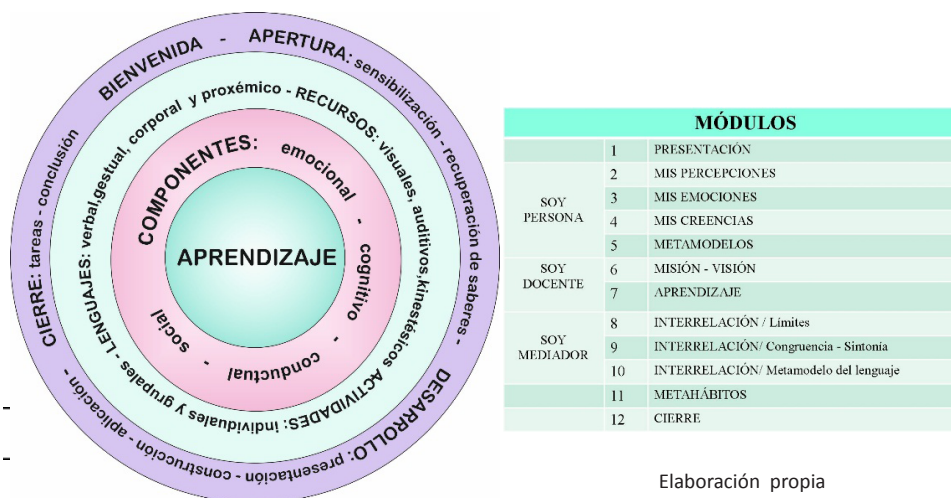 BIENVENIDA - APERTURA: sensibilización - recuperación de saberes -
DESARROLLO: presentación - construcción - aplicación -
CIERRE: tareas - conclusión
LENGUAJES: verbal,gestual, corporal y proxémico - RECURSOS: visuales, auditivos,kinestésicos ACTIVIDADES: individuales y grupales -
COMPONENTES: emocional - cognitivo - conductual - social
APRENDIZAJE
MÓDULOS
1 PRESENTACIÓN
SOY PERSONA
2 MIS PERCEPCIONES
3 MIS EMOCIONES
4 MIS CREENCIAS
5 METAMODELOS
SOY DOCENTE
6 MISIÓN - VISIÓN
7 APRENDIZAJE
SOY MEDIADOR
8 INTERRELACIÓN / Límites
9 INTERRELACIÓN/ Congruencia - Sintonía
10 INTERRELACIÓN/ Metamodelo del lenguaje
11 METAHÁBITOS
12 CIERRE
Elaboración propia